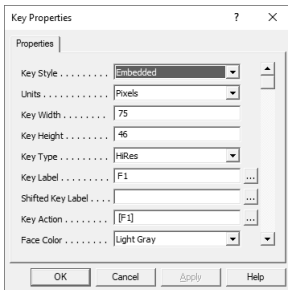 Key Properties ? ×
Properties
Key Style . . . . . . . . . Embedded
Units . . . . . . . . . . . . Pixels
Key Width . . . . . . . . 75
Key Height . . . . . . . . . 46
Key Type . . . . . . . . . HiRes
Key Label . . . . . . . . . F1 ...
Shifted Key Label . . . . ...
Key Action . . . . . . . . [F1] ...
Face Color . . . . . . . . Light Gray
OK Cancel Apply Help